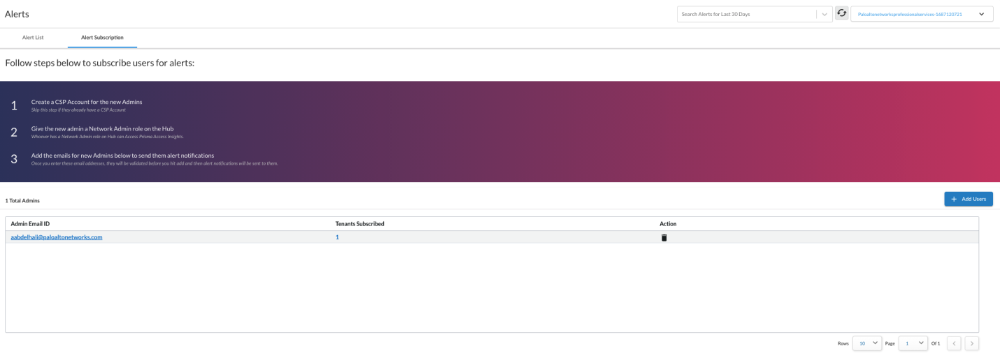 Alerts
Search Alerts for Last 30 Days
Paloaltonetworksprofessionalservices-1687120721
Alert List
Alert Subscription
Follow steps below to subscribe users for alerts:
1
Create a CSP Account for the new Admins
Skip this step if they already have a CSP Account
2
Give the new admin a Network Admin role on the Hub
Whoever has a Network Admin role on Hub can Access Prisma Access Insights.
3
Add the emails for new Admins below to send them alert notifications
Once you enter these email addresses, they will be validated before you hit add and then alert notifications will be sent to them.
1 Total Admins
+ Add Users
Admin Email ID Tenants Subscribed Action
aabdelhali@paloaltonetworks.com 1
Rows 10 Page 1 Of 1 < >